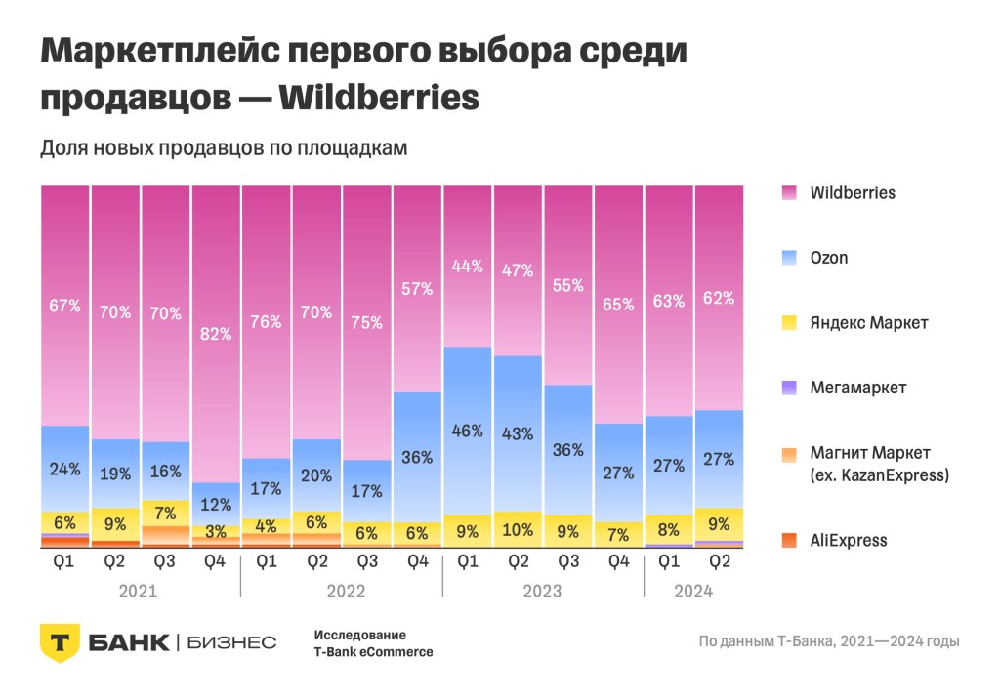 Маркетплейс первого выбора среди
продавцов — Wildberries
Доля новых продавцов по площадкам
67% 70% 70% 82% 76% 70% 75% 57% 44% 47% 55% 65% 63% 62%
24% 19% 16% 12% 17% 20% 17% 36% 46% 43% 36% 27% 27% 27%
6% 9% 7% 3% 4% 6% 6% 6% 9% 10% 9% 7% 8% 9%
Q1 Q2 Q3 Q4 Q1 Q2 Q3 Q4 Q1 Q2 Q3 Q4 Q1 Q2
2021 2022 2023 2024
Wildberries
Ozon
Яндекс Маркет
Мегамаркет
Магнит Маркет
(ex. KazanExpress)
AliExpress
Т БАНК | БИЗНЕС
Исследование
T-Bank eCommerce
По данным Т-Банка, 2021—2024 годы